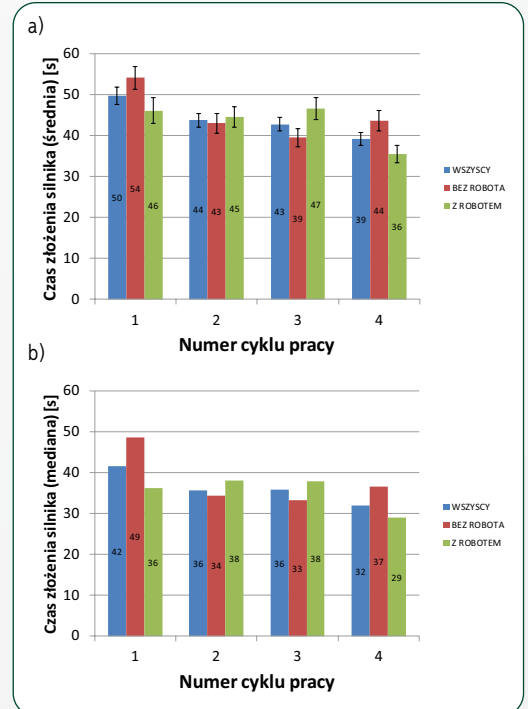 a)
Czas złożenia silnika (średnia) [s]
60
50
40
30
20
10
0
50 54 46
44 43 45
43 39 47
39 44 36
1 2 3 4
Numer cyklu pracy
WSZYSCY
BEZ ROBOTA
Z ROBOTEM
b)
Czas złożenia silnika (mediana) [s]
60
50
40
30
20
10
0
42 49 36
36 34 38
36 33 38
32 37 29
1 2 3 4
Numer cyklu pracy
WSZYSCY
BEZ ROBOTA
Z ROBOTEM